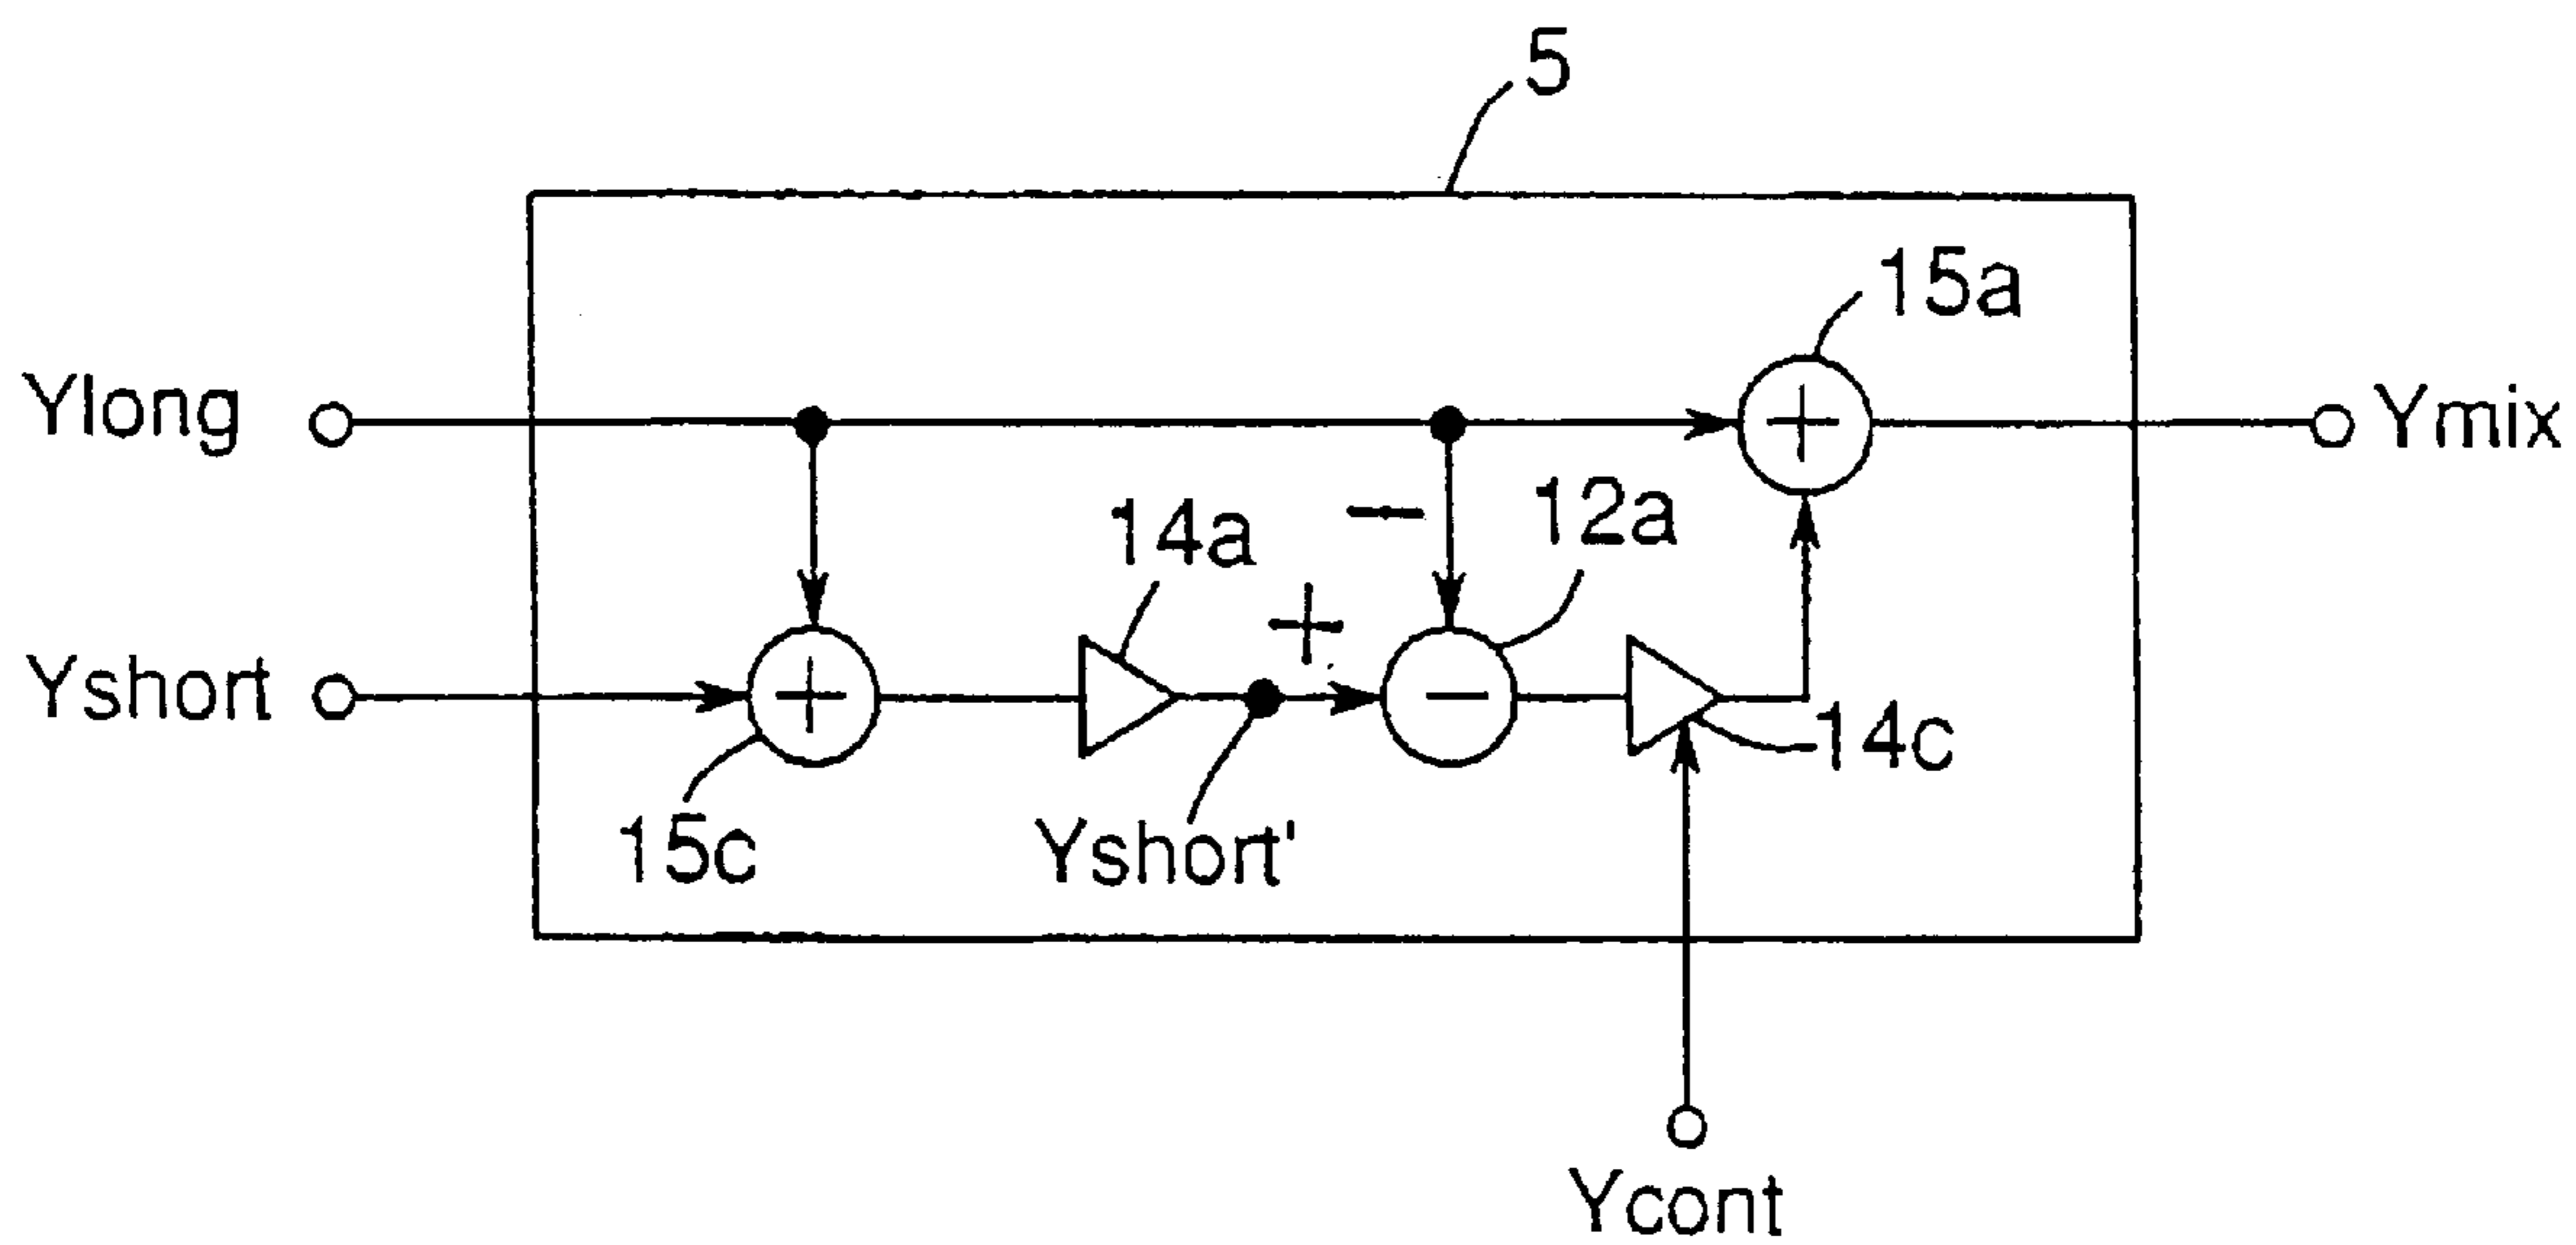 5
15a
Ylong
Ymix
14a
−
12a
+
+
Yshort
+
−
14c
15c
Yshort'
Ycont